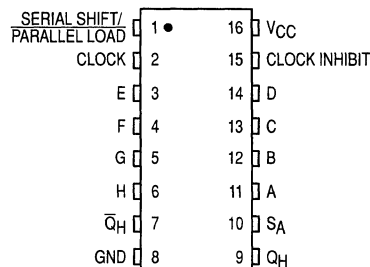 SERIAL SHIFT/
PARALLEL LOAD 1 16 VCC
CLOCK 2 15 CLOCK INHIBIT
E 3 14 D
F 4 13 C
G 5 12 B
H 6 11 A
Q̅H 7 10 SA
GND 8 9 QH